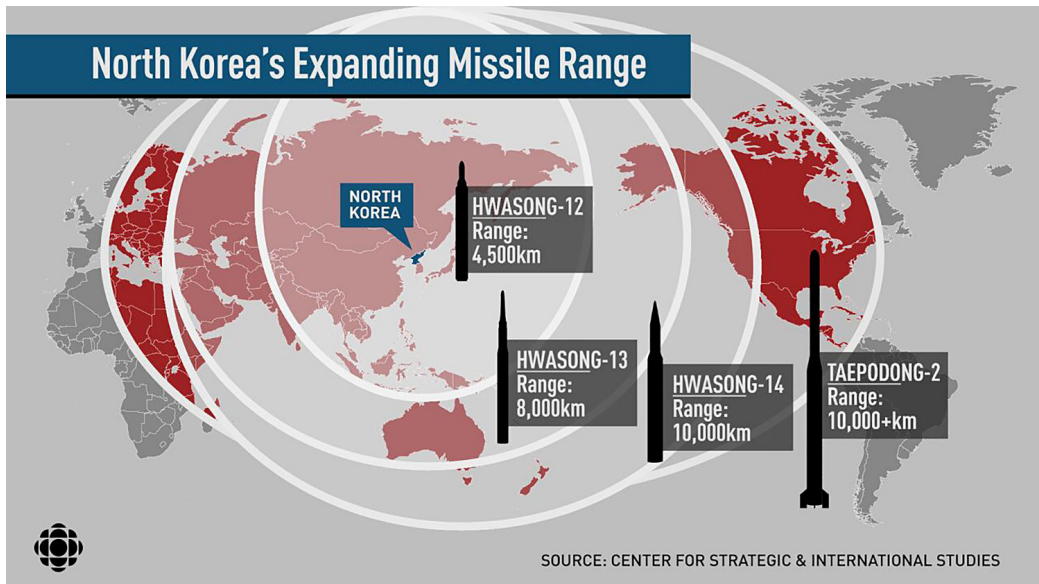 North Korea's Expanding Missile Range
NORTH
KOREA
HWASONG-12
Range:
4,500km
HWASONG-13
Range:
8,000km
HWASONG-14
Range:
10,000km
TAEPODONG-2
Range:
10,000+km
SOURCE: CENTER FOR STRATEGIC & INTERNATIONAL STUDIES